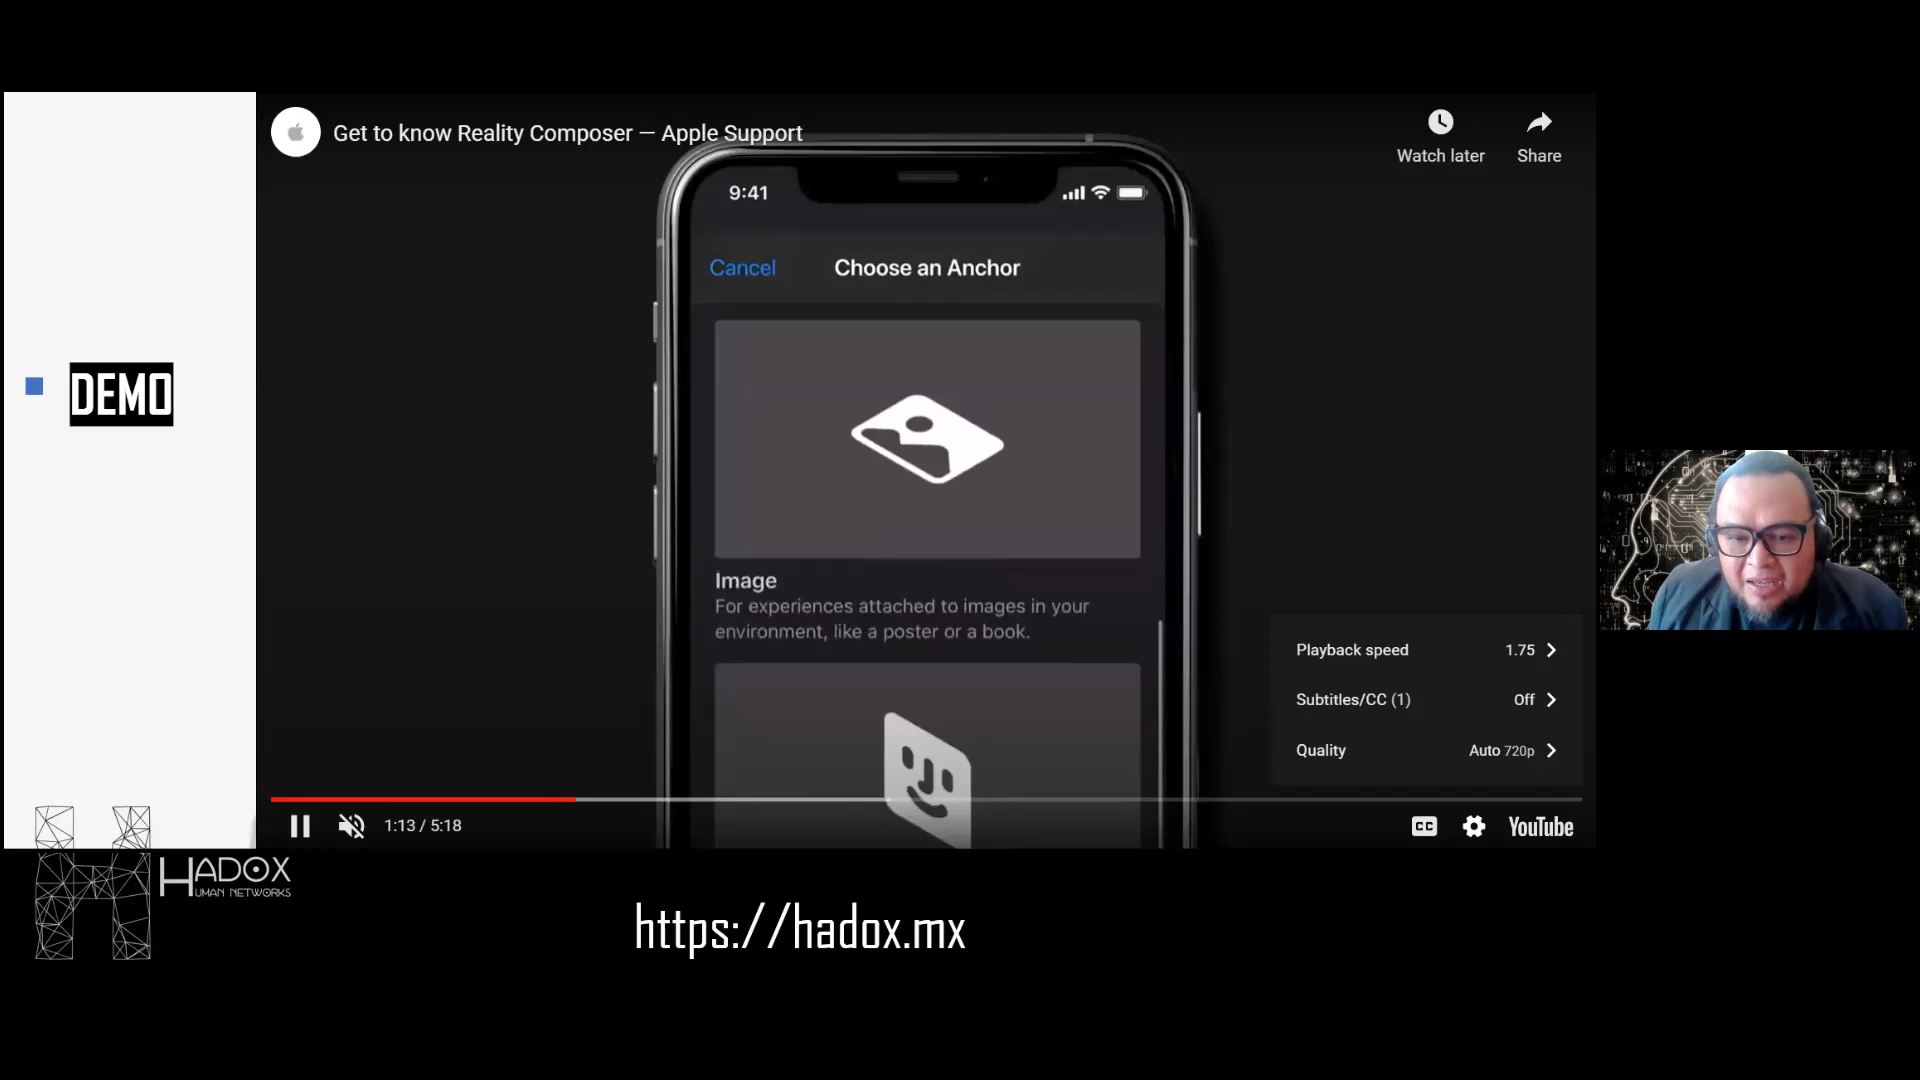 Get to know Reality Composer — Apple Support
Watch later
Share
9:41
Cancel
Choose an Anchor
DEMO
Image
For experiences attached to images in your
environment, like a poster or a book.
Playback speed 1.75
Subtitles/CC (1) Off
Quality Auto 720p
1:13 / 5:18
CC
YouTube
HADOX
HUMAN NETWORKS
https://hadox.mx